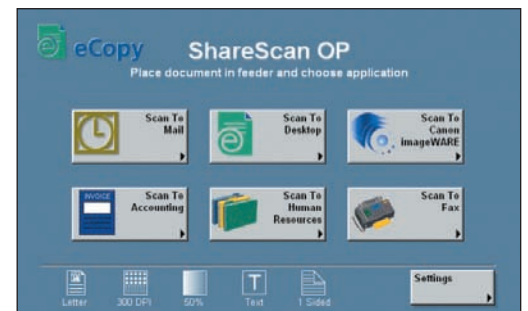 eCopy
ShareScan OP
Place document in feeder and choose application
Scan To
Mail
Scan To
Desktop
Scan To
Canon
imageWARE
INVOICE
Scan To
Accounting
Scan To
Human
Resources
Scan To
Fax
Letter
300 DPI
50%
T
Text
1 Sided
Settings